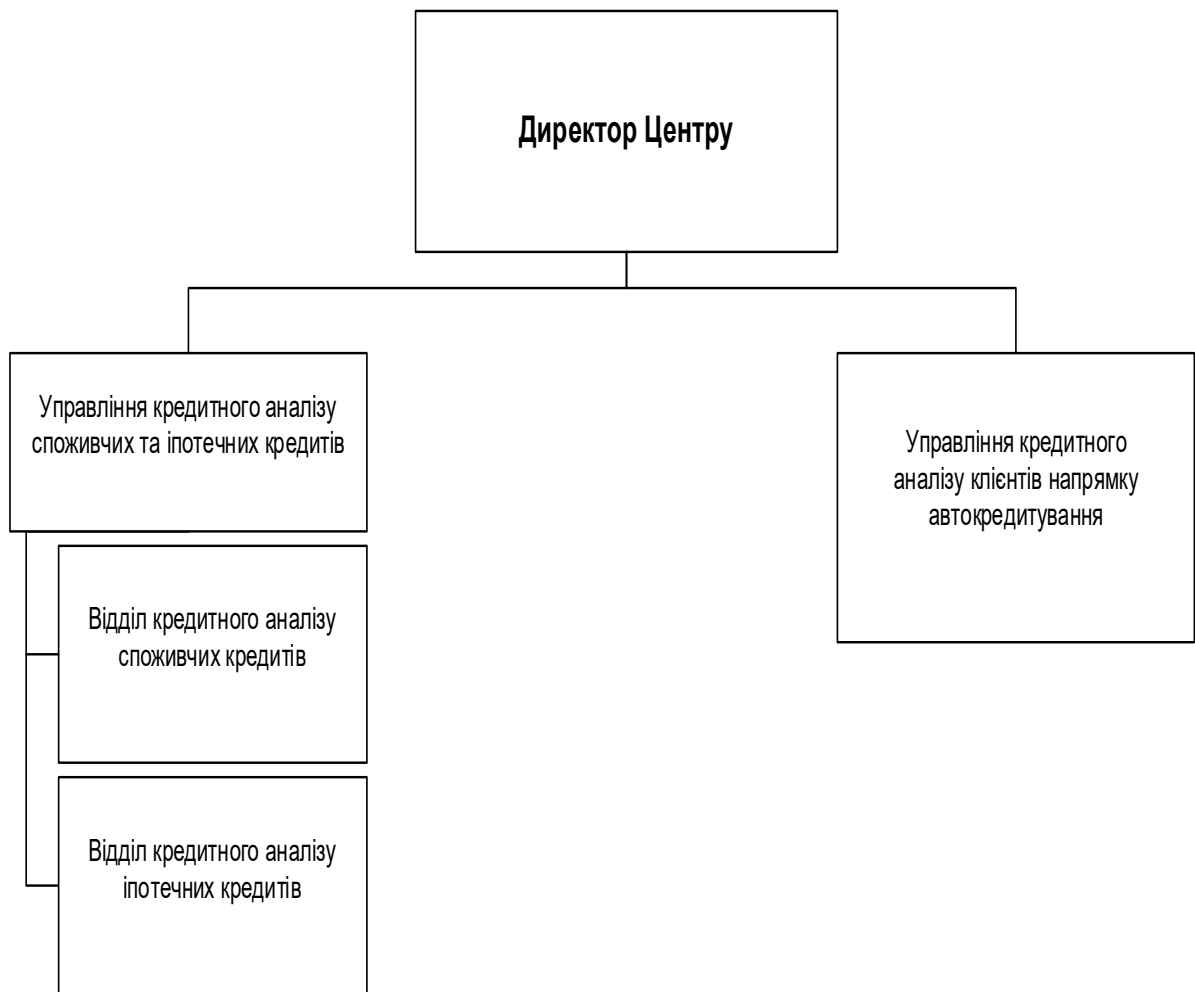 Директор Центру
Управління кредитного аналізу
споживчих та іпотечних кредитів
Управління кредитного
аналізу клієнтів напрямку
автокредитування
Відділ кредитного аналізу
споживчих кредитів
Відділ кредитного аналізу
іпотечних кредитів